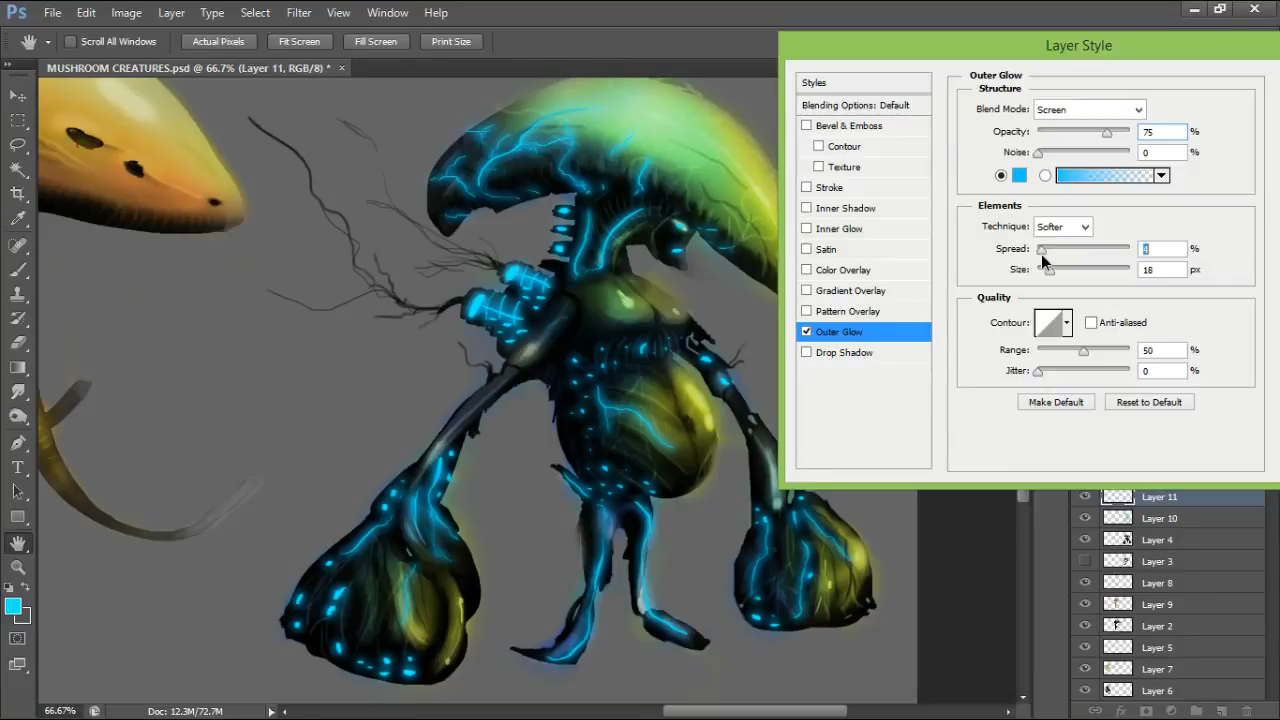 Ps File Edit Image Layer Type Select Filter View Window Help
Scroll All Windows Actual Pixels Fit Screen Fill Screen Print Size
MUSHROOM CREATURES.psd @ 66.7% (Layer 11, RGB/8) * ×
Layer Style
Styles
Blending Options: Default
Bevel & Emboss
Contour
Texture
Stroke
Inner Shadow
Inner Glow
Satin
Color Overlay
Gradient Overlay
Pattern Overlay
Outer Glow
Drop Shadow
Outer Glow
Structure
Blend Mode: Screen
Opacity: 75 %
Noise: 0 %
Elements
Technique: Softer
Spread: 4 %
Size: 18 px
Quality
Contour: Anti-aliased
Range: 50 %
Jitter: 0 %
Make Default Reset to Default
Layer 11
Layer 10
Layer 4
Layer 3
Layer 8
Layer 9
Layer 2
Layer 5
Layer 7
Layer 6
66.67% Doc: 12.3M/72.7M